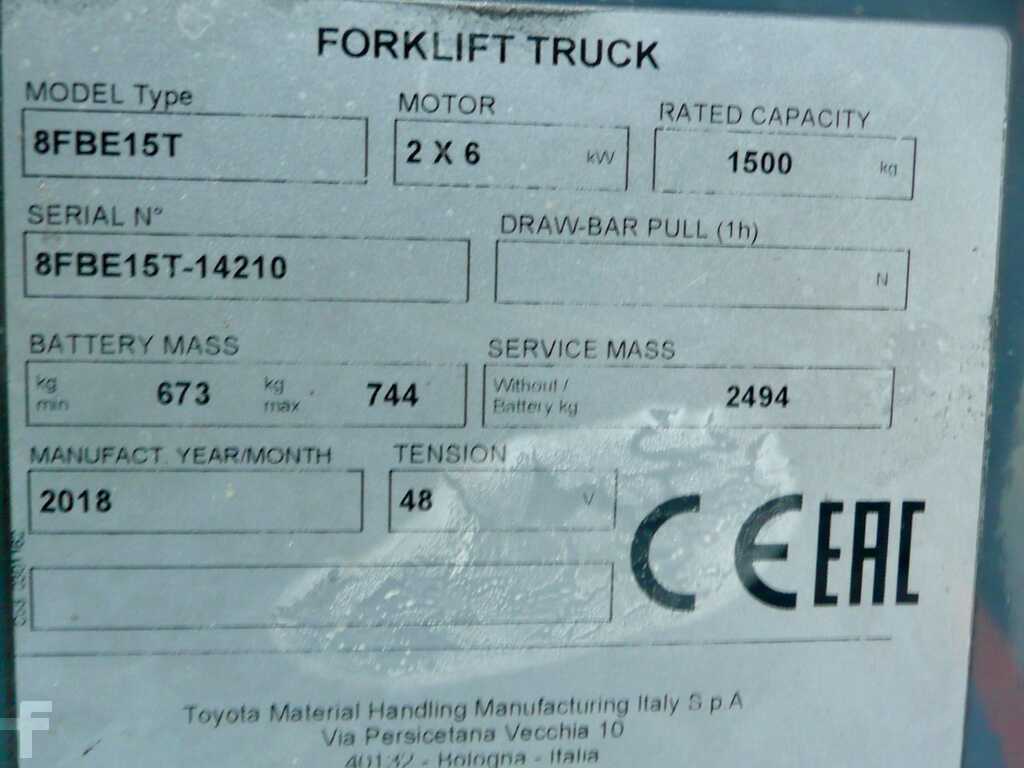 FORKLIFT TRUCK
MODEL Type
8FBE15T
MOTOR
2 X 6 kW
RATED CAPACITY
1500 kg
SERIAL N°
8FBE15T-14210
DRAW-BAR PULL (1h)
N
BATTERY MASS
kg min 673 kg max 744
SERVICE MASS
Without / Battery kg 2494
MANUFACT. YEAR/MONTH
2018
TENSION
48 V
CE EAC
Toyota Material Handling Manufacturing Italy S.p.A
Via Persicetana Vecchia 10
40132 - Bologna - Italia
F